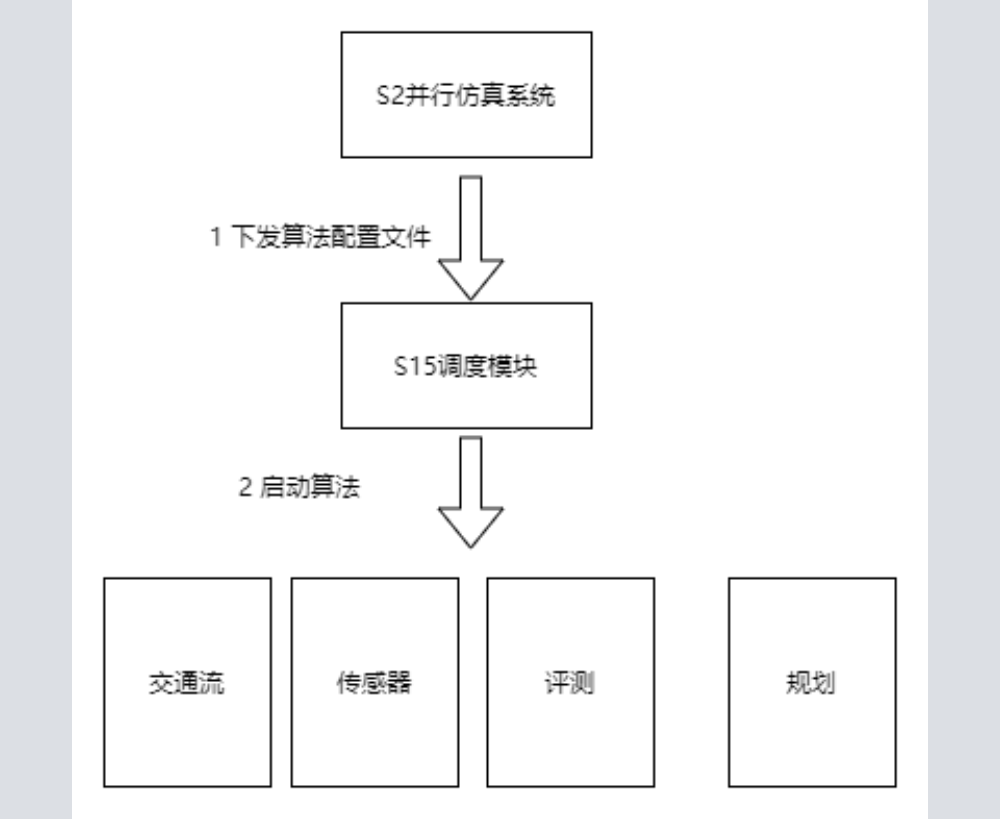 S2并行仿真系统
1 下发算法配置文件
S15调度模块
2 启动算法
交通流
传感器
评测
规划